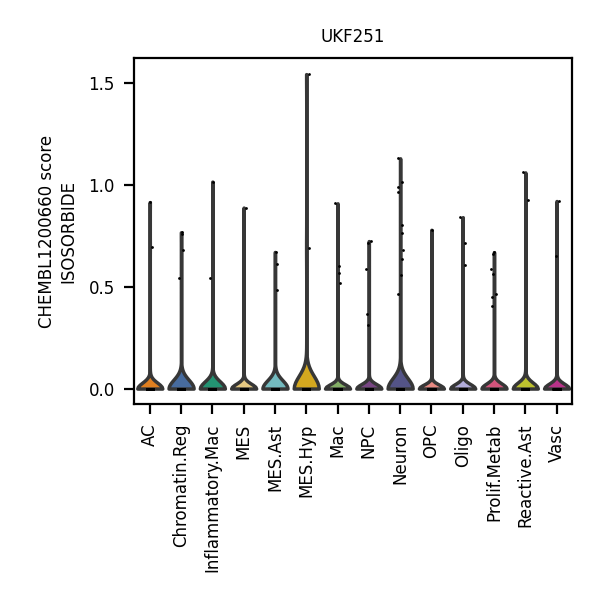 UKF251
CHEMBL1200660 score
ISOSORBIDE
1.5
1.0
0.5
0.0
AC
Chromatin.Reg
Inflammatory.Mac
MES
MES.Ast
MES.Hyp
Mac
NPC
Neuron
OPC
Oligo
Prolif.Metab
Reactive.Ast
Vasc